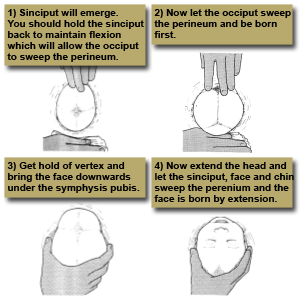 1) Sinciput will emerge.
You should hold the sinciput
back to maintain flexion
which will allow the occiput
to sweep the perineum.
2) Now let the occiput sweep
the perineum and be born
first.
3) Get hold of vertex and
bring the face downwards
under the symphysis pubis.
4) Now extend the head and
let the sinciput, face and chin
sweep the perenium and the
face is born by extension.